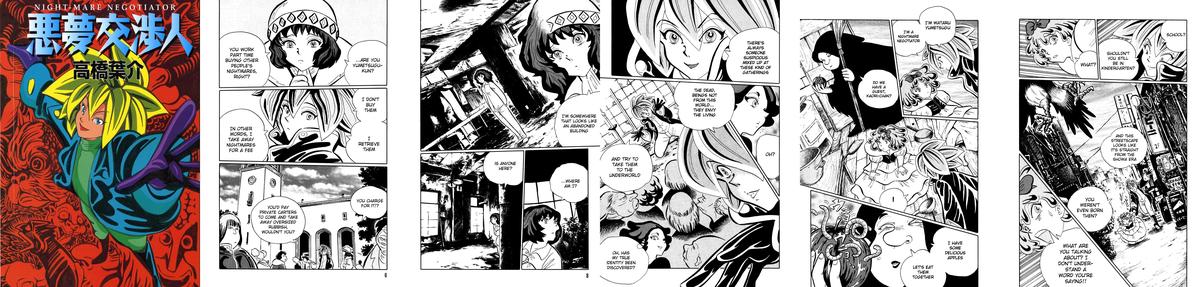 NIGHT-MARE NEGOTIATOR
悪夢交渉人
高橋葉介
...ARE YOU
YUMETSUGU-
KUN?
YOU WORK
PART TIME
BUYING OTHER
PEOPLE'S
NIGHTMARES,
RIGHT?
I DON'T
BUY
THEM
I
RETRIEVE
THEM
IN OTHER
WORDS, I
TAKE AWAY
NIGHTMARES
FOR A FEE
YOU CHARGE
FOR IT?
YOU'D PAY
PRIVATE CARTERS
TO COME AND TAKE
AWAY OVERSIZED
RUBBISH,
WOULDN'T YOU?
I'M SOMEWHERE
THAT LOOKS LIKE
AN ABANDONED
BUILDING
IS ANYONE
HERE?
...WHERE
AM I?
THERE'S
ALWAYS
SOMEONE
SUSPICIOUS
MIXED UP AT
THESE KIND OF
GATHERINGS
THE DEAD,
BEINGS NOT
FROM THIS
WORLD...
THEY ENVY
THE LIVING
AND TRY TO
TAKE THEM
TO THE
UNDERWORLD
OH?
OH, HAS
MY TRUE
IDENTITY BEEN
DISCOVERED?
I'M WATARU
YUMETSUGU
I'M A
NIGHTMARE
NEGOTIATOR
DO WE
HAVE A
GUEST,
KAORI-CHAN?
I HAVE
SOME
DELICIOUS
APPLES
LET'S EAT
THEM
TOGETHER
SCHOOL?
SHOULDN'T
YOU STILL
BE IN
KINDERGARTEN?
WHAT?
AND THIS
STREETSCAPE
LOOKS LIKE
IT'S STRAIGHT
FROM THE
SHOWA ERA
YOU
WEREN'T
EVEN BORN
THEN?
WHAT ARE
YOU TALKING
ABOUT? I
DON'T UNDER-
STAND A
WORD YOU'RE
SAYING!!